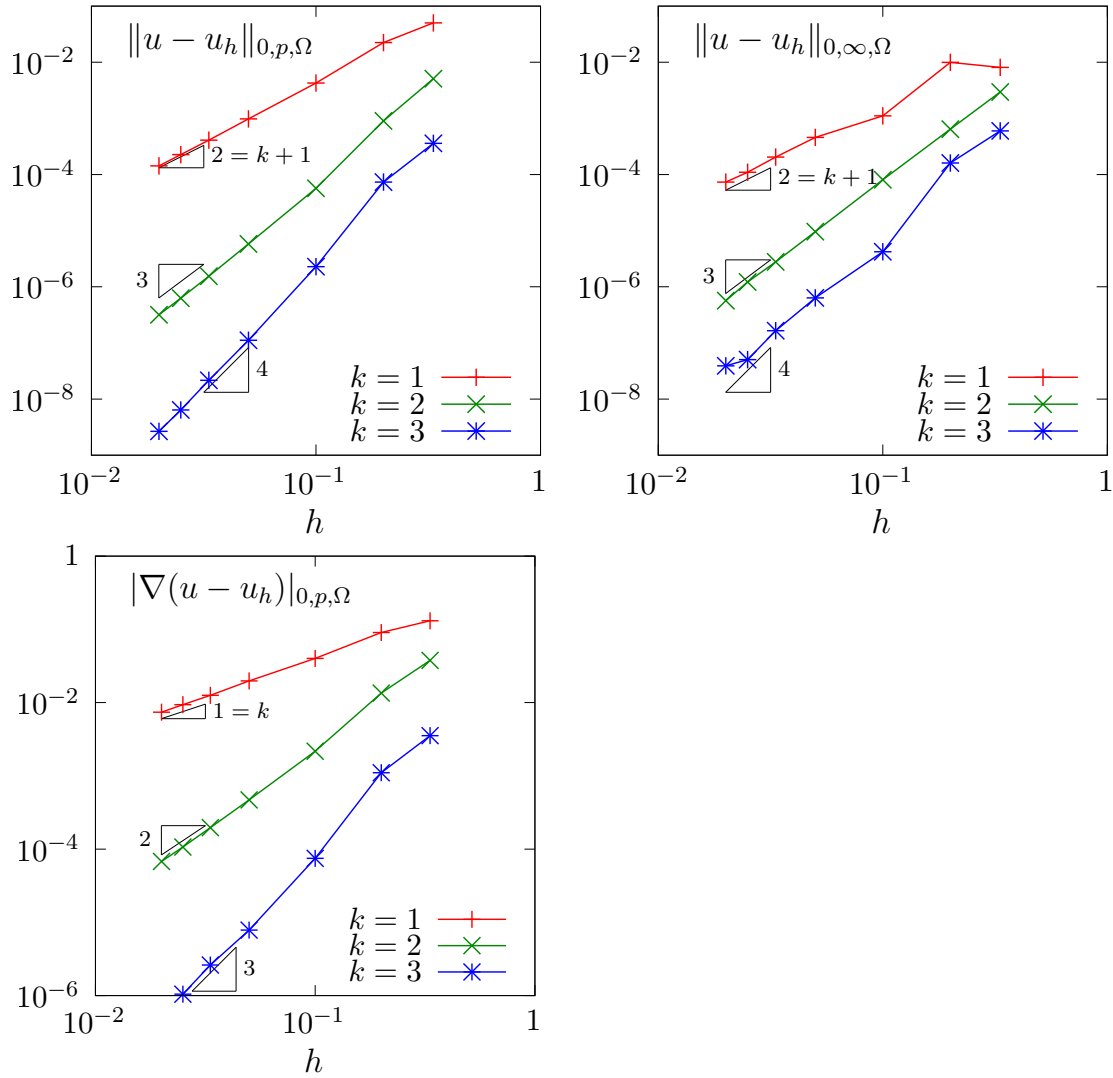 ‖u − u_h‖_{0,p,Ω}
10^{−2}
10^{−4}
10^{−6}
10^{−8}
2 = k + 1
3
4
k = 1
k = 2
k = 3
10^{−2}
10^{−1}
1
h
‖u − u_h‖_{0,∞,Ω}
10^{−2}
10^{−4}
10^{−6}
10^{−8}
2 = k + 1
3
4
k = 1
k = 2
k = 3
10^{−2}
10^{−1}
1
h
|∇(u − u_h)|_{0,p,Ω}
1
10^{−2}
10^{−4}
10^{−6}
1 = k
2
3
k = 1
k = 2
k = 3
10^{−2}
10^{−1}
1
h